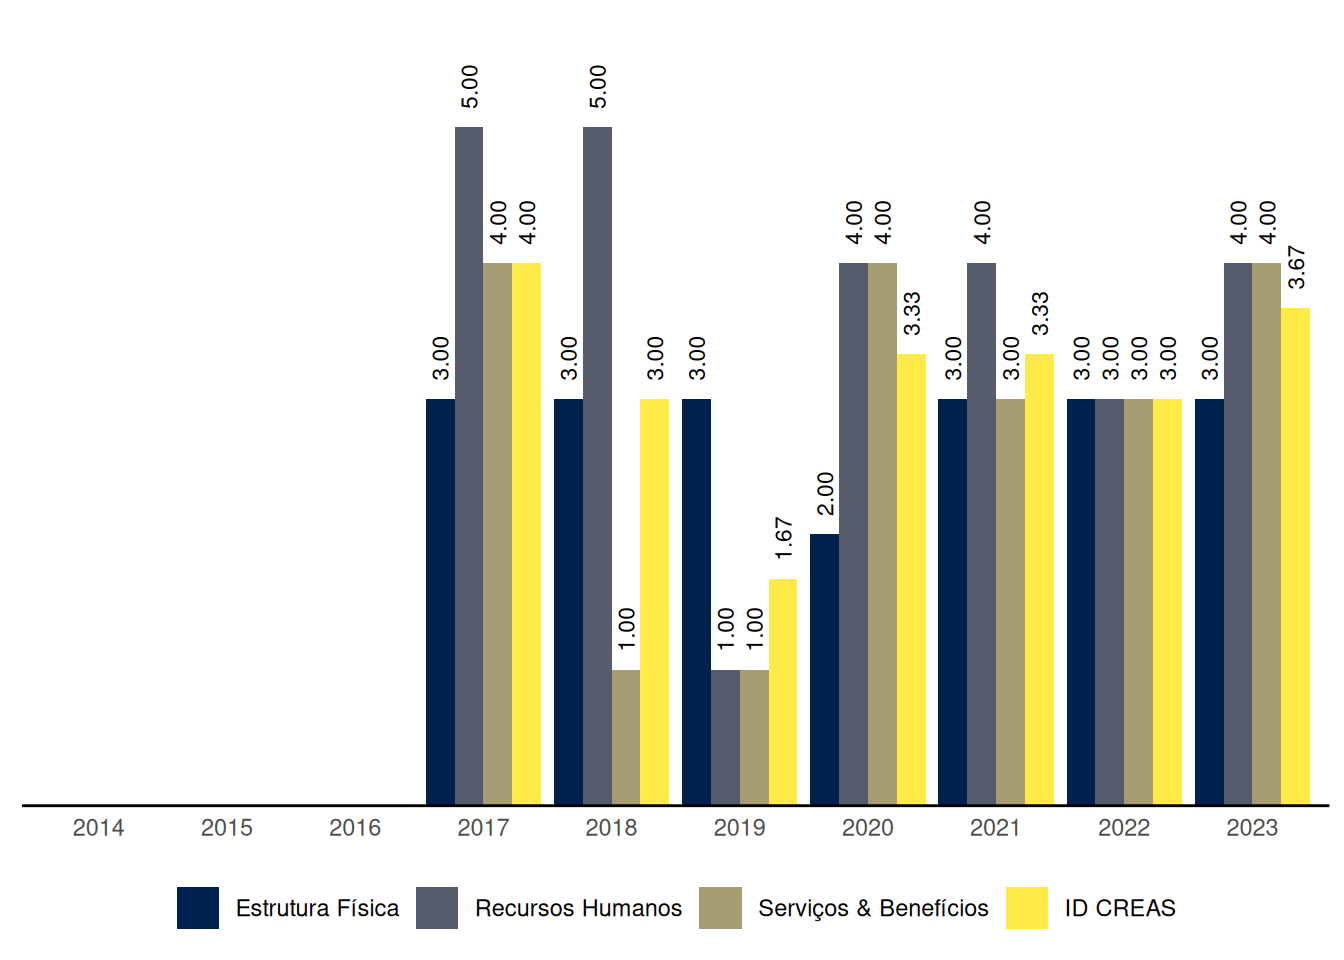 5.00 5.00
4.00 4.00 4.00 4.00 4.00 4.00 4.00
3.67
3.33 3.33
3.00 3.00 3.00 3.00 3.00 3.00 3.00 3.00 3.00 3.00
2.00
1.67
1.00 1.00 1.00
2014 2015 2016 2017 2018 2019 2020 2021 2022 2023
Estrutura Física Recursos Humanos Serviços & Benefícios ID CREAS